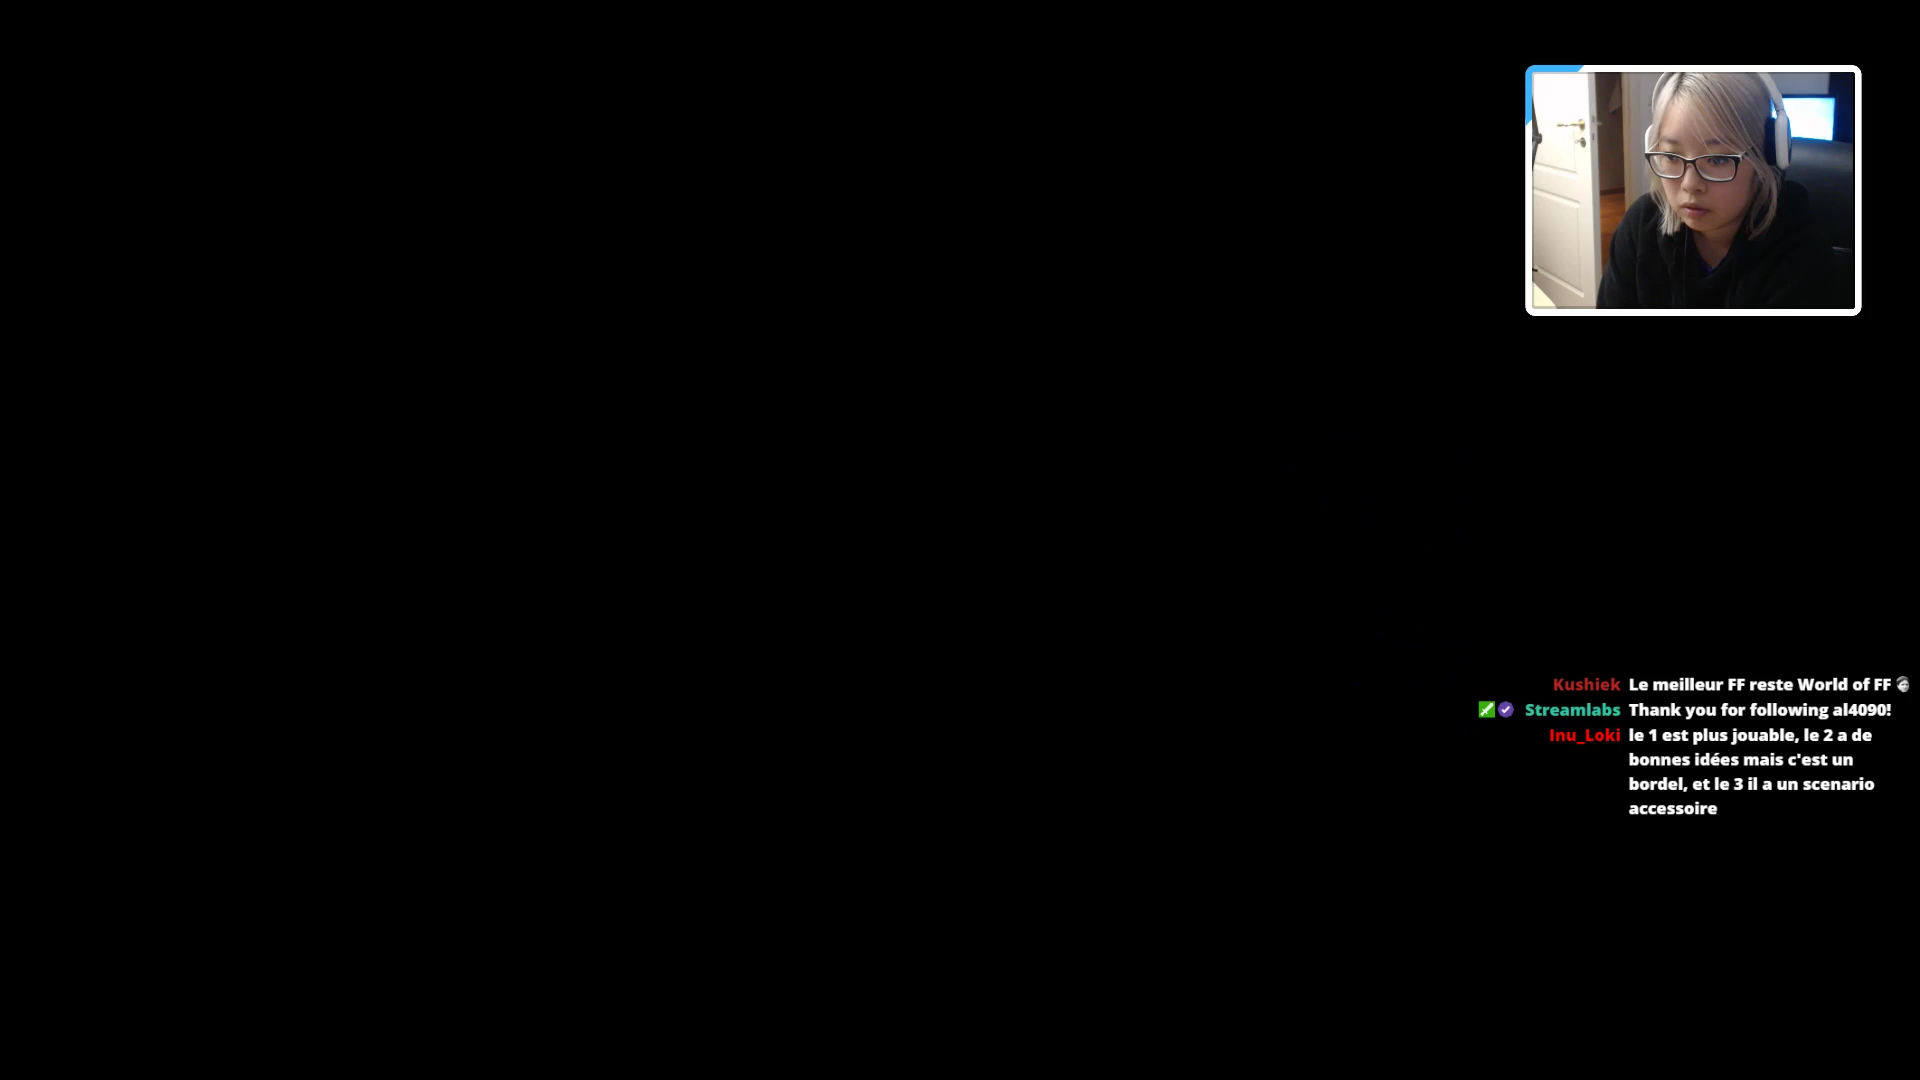 Kushiek Le meilleur FF reste World of FF
Streamlabs Thank you for following al4090!
Inu_Loki le 1 est plus jouable, le 2 a de
bonnes idées mais c'est un
bordel, et le 3 il a un scenario
accessoire